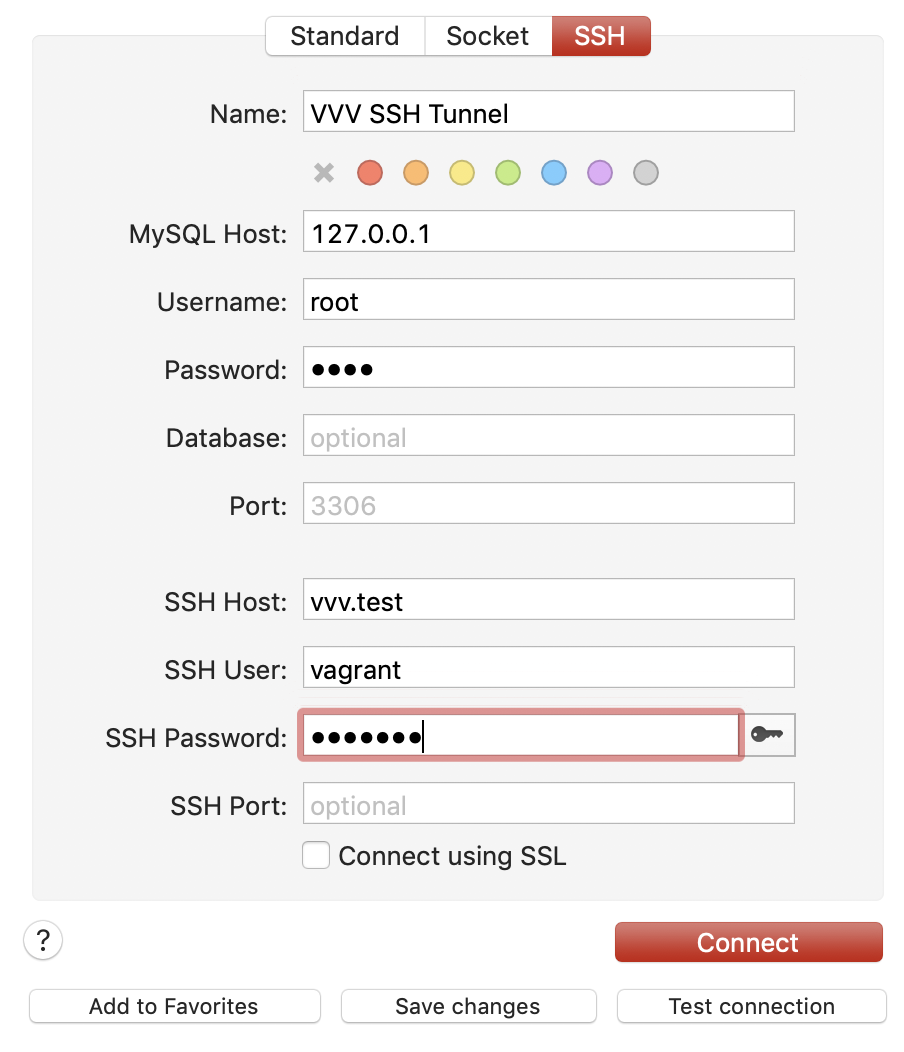 Standard Socket SSH
Name: VVV SSH Tunnel
MySQL Host: 127.0.0.1
Username: root
Password: ••••
Database: optional
Port: 3306
SSH Host: vvv.test
SSH User: vagrant
SSH Password: •••••••
SSH Port: optional
Connect using SSL
? Connect
Add to Favorites Save changes Test connection